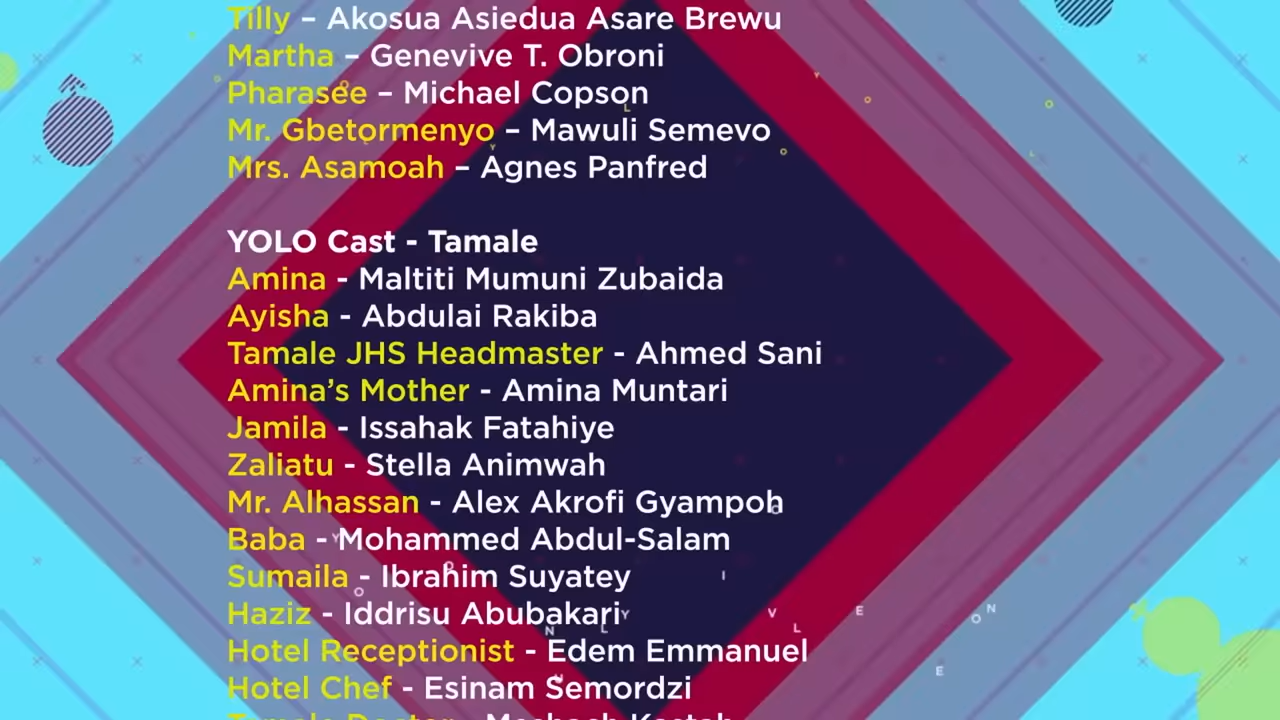 Tilly – Akosua Asiedua Asare Brewu
Martha – Genevive T. Obroni
Pharasee – Michael Copson
Mr. Gbetormenyo – Mawuli Semevo
Mrs. Asamoah – Agnes Panfred
YOLO Cast - Tamale
Amina - Maltiti Mumuni Zubaida
Ayisha - Abdulai Rakiba
Tamale JHS Headmaster - Ahmed Sani
Amina's Mother - Amina Muntari
Jamila - Issahak Fatahiye
Zaliatu - Stella Animwah
Mr. Alhassan - Alex Akrofi Gyampoh
Baba - Mohammed Abdul-Salam
Sumaila - Ibrahim Suyatey
Haziz - Iddrisu Abubakari
Hotel Receptionist - Edem Emmanuel
Hotel Chef - Esinam Semordzi